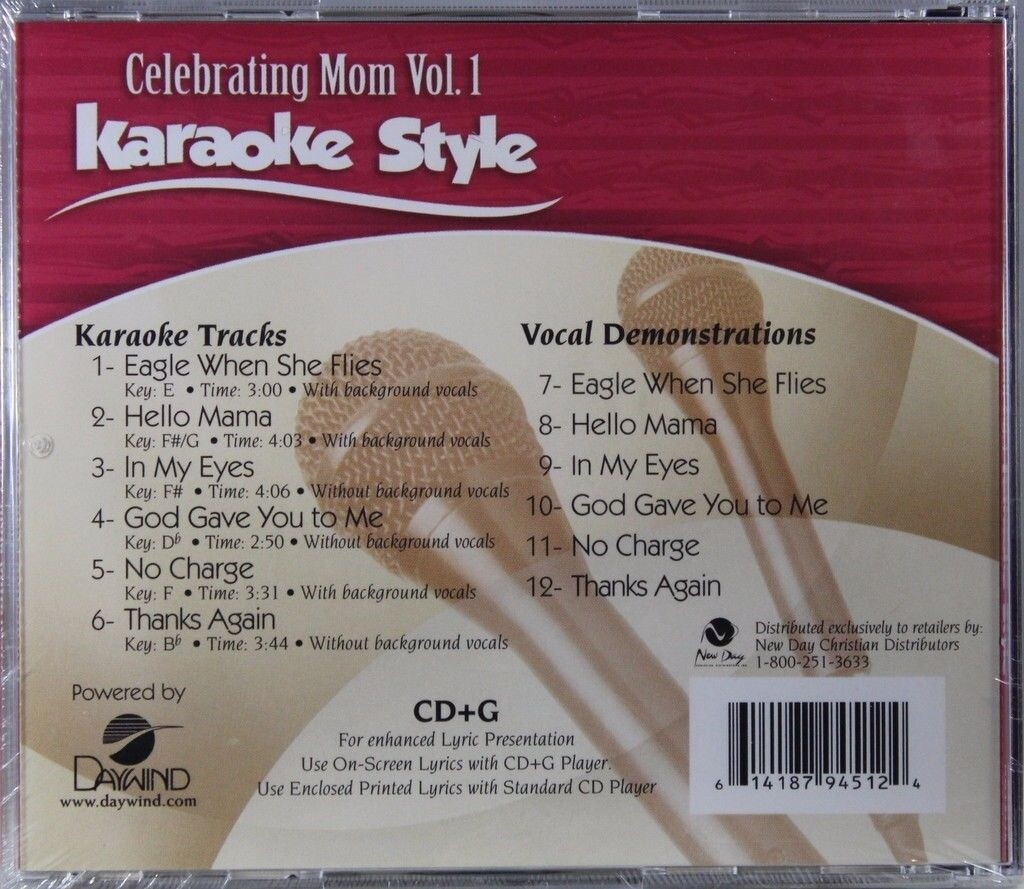 Celebrating Mom Vol. 1
Karaoke Style
Karaoke Tracks
1- Eagle When She Flies
Key: E • Time: 3:00 • With background vocals
2- Hello Mama
Key: F#/G • Time: 4:03 • With background vocals
3- In My Eyes
Key: F# • Time: 4:06 • Without background vocals
4- God Gave You to Me
Key: D♭ • Time: 2:50 • Without background vocals
5- No Charge
Key: F • Time: 3:31 • With background vocals
6- Thanks Again
Key: B♭ • Time: 3:44 • Without background vocals
Vocal Demonstrations
7- Eagle When She Flies
8- Hello Mama
9- In My Eyes
10- God Gave You to Me
11- No Charge
12- Thanks Again
New Day
Distributed exclusively to retailers by:
New Day Christian Distributors
1-800-251-3633
Powered by
DAYWIND
www.daywind.com
CD+G
For enhanced Lyric Presentation
Use On-Screen Lyrics with CD+G Player.
Use Enclosed Printed Lyrics with Standard CD Player
6 14187 94512 4